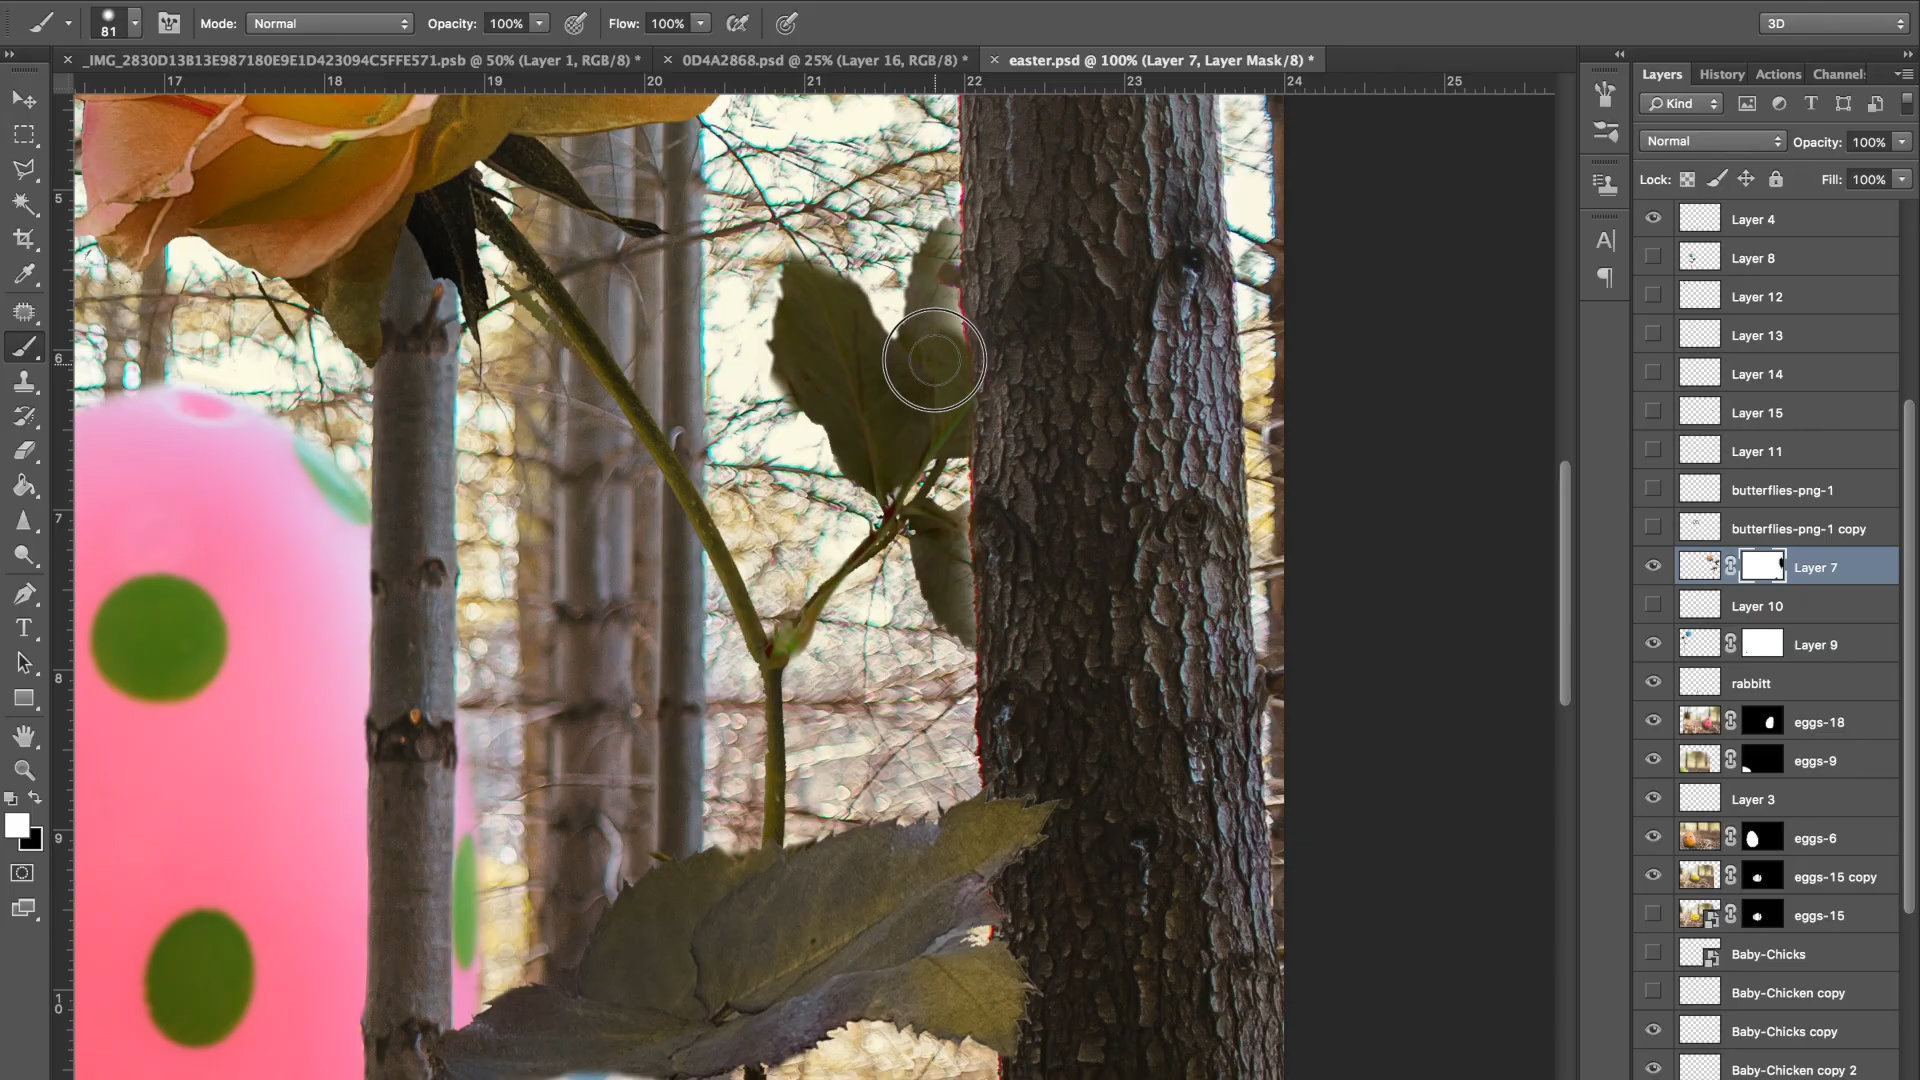 81
Mode: Normal Opacity: 100% Flow: 100% 3D
_IMG_2830D13B13E987180E9E1D423094C5FFE571.psb @ 50% (Layer 1, RGB/8) *
0D4A2868.psd @ 25% (Layer 16, RGB/8) *
easter.psd @ 100% (Layer 7, Layer Mask/8) *
17 18 19 20 21 22 23 24 25
5
6
7
8
9
1
0
Layers History Actions Channel
Kind
Normal Opacity: 100%
Lock: Fill: 100%
Layer 4
Layer 8
Layer 12
Layer 13
Layer 14
Layer 15
Layer 11
butterflies-png-1
butterflies-png-1 copy
Layer 7
Layer 10
Layer 9
rabbitt
eggs-18
eggs-9
Layer 3
eggs-6
eggs-15 copy
eggs-15
Baby-Chicks
Baby-Chicken copy
Baby-Chicks copy
Baby-Chicken copy 2